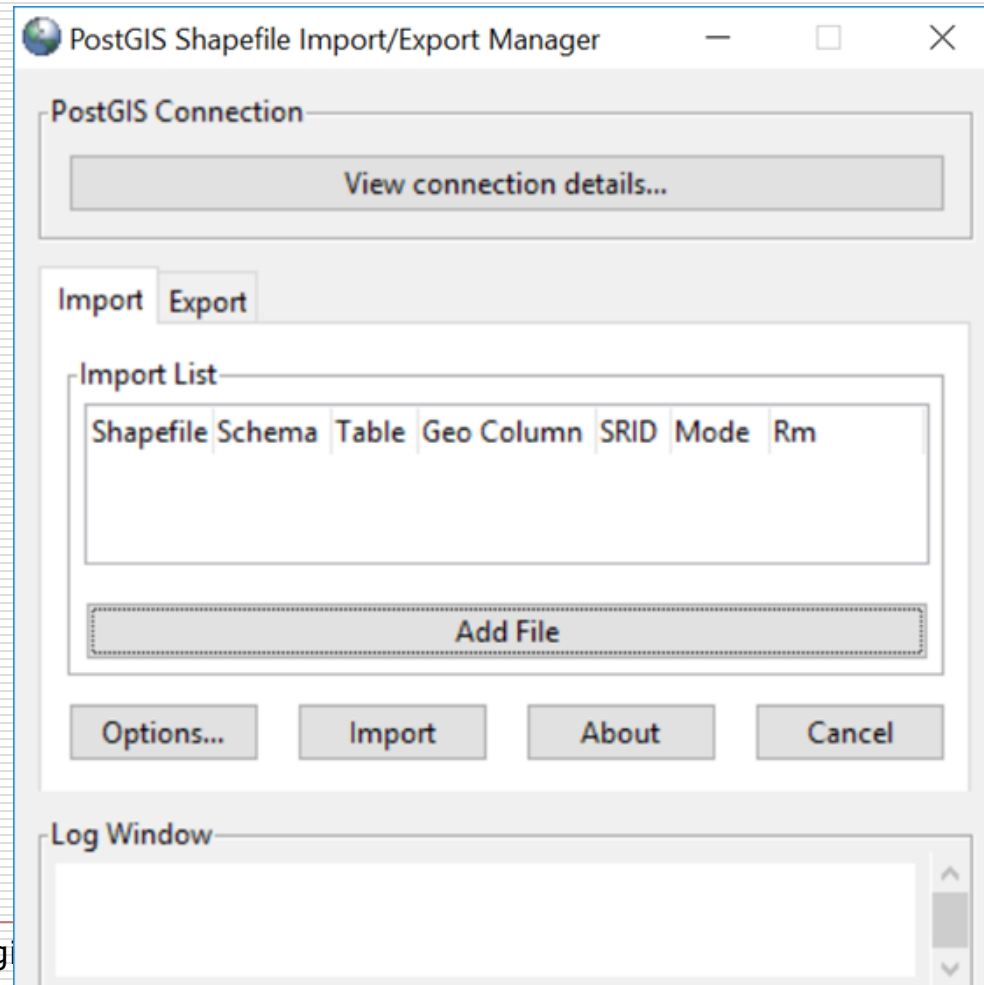 PostGIS Shapefile Import/Export Manager
PostGIS Connection
View connection details...
Import Export
Import List
Shapefile Schema Table Geo Column SRID Mode Rm
Add File
Options... Import About Cancel
Log Window